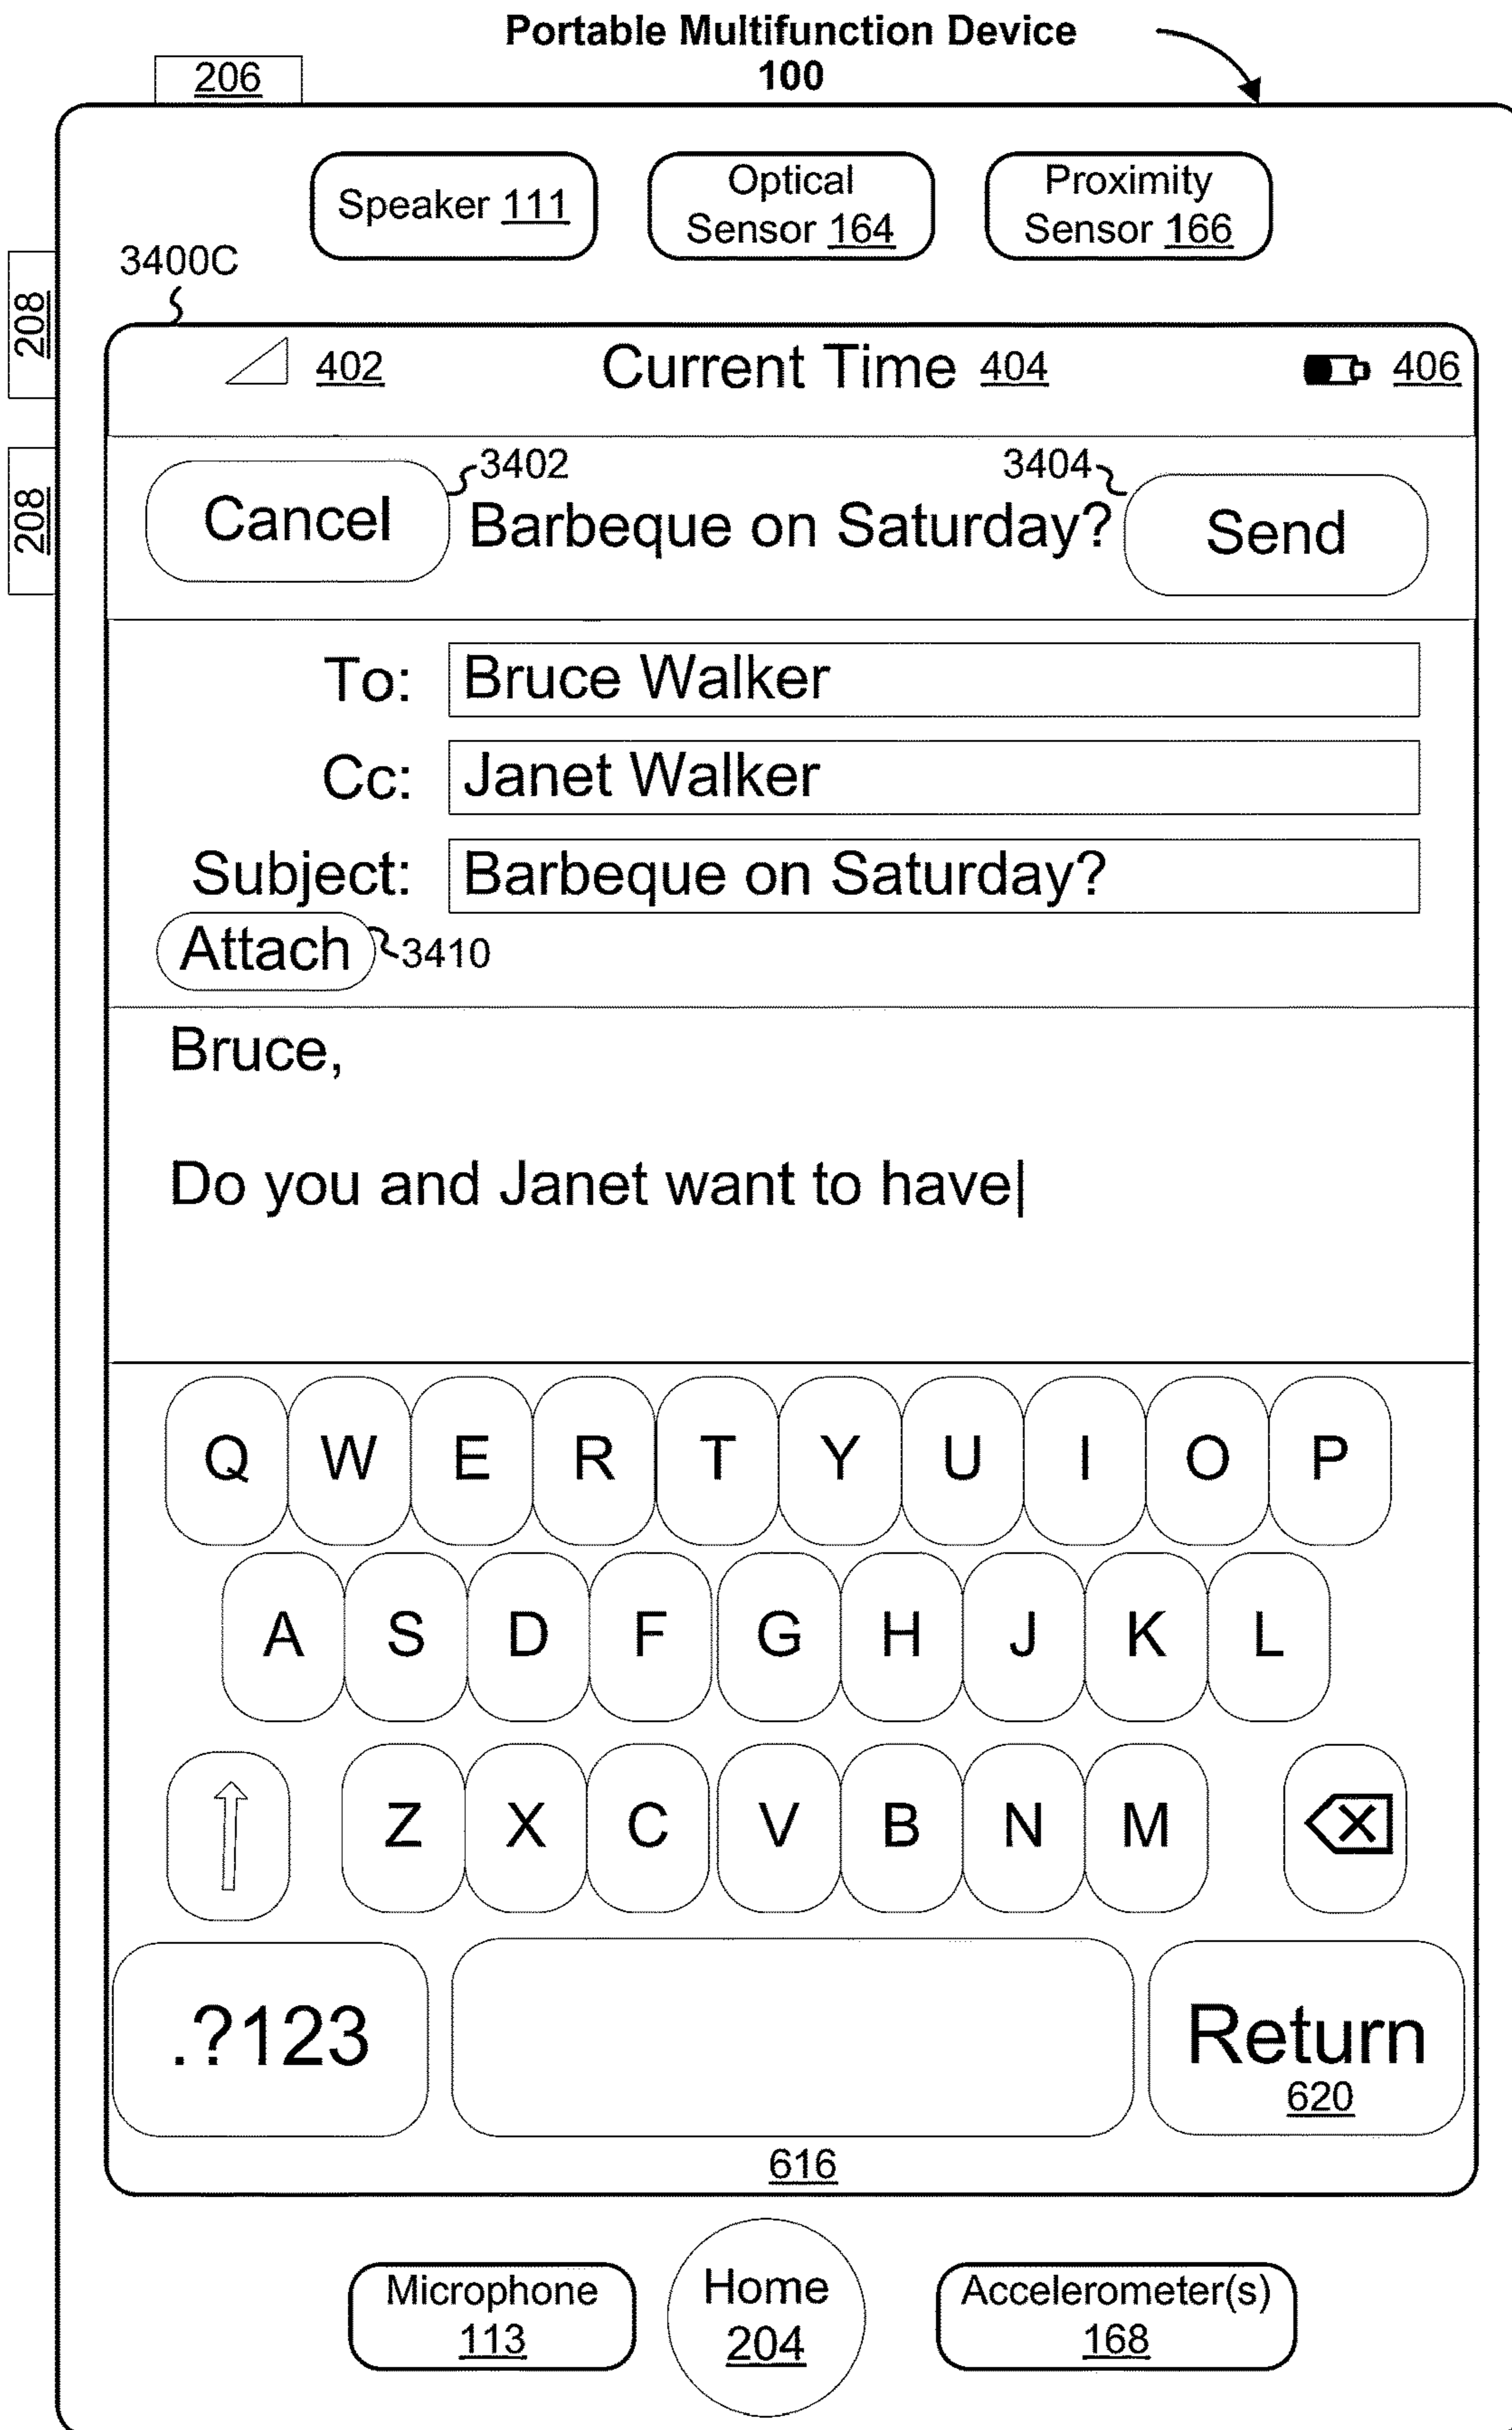 Portable Multifunction Device
100
206
Speaker 111
Optical
Sensor 164
Proximity
Sensor 166
3400C
208
402
Current Time 404
406
208
Cancel
3402
Barbeque on Saturday?
3404
Send
To: Bruce Walker
Cc: Janet Walker
Subject: Barbeque on Saturday?
Attach
3410
Bruce,
Do you and Janet want to have
Q W E R T Y U I O P
A S D F G H J K L
Z X C V B N M
.?123
Return
620
616
Microphone
113
Home
204
Accelerometer(s)
168